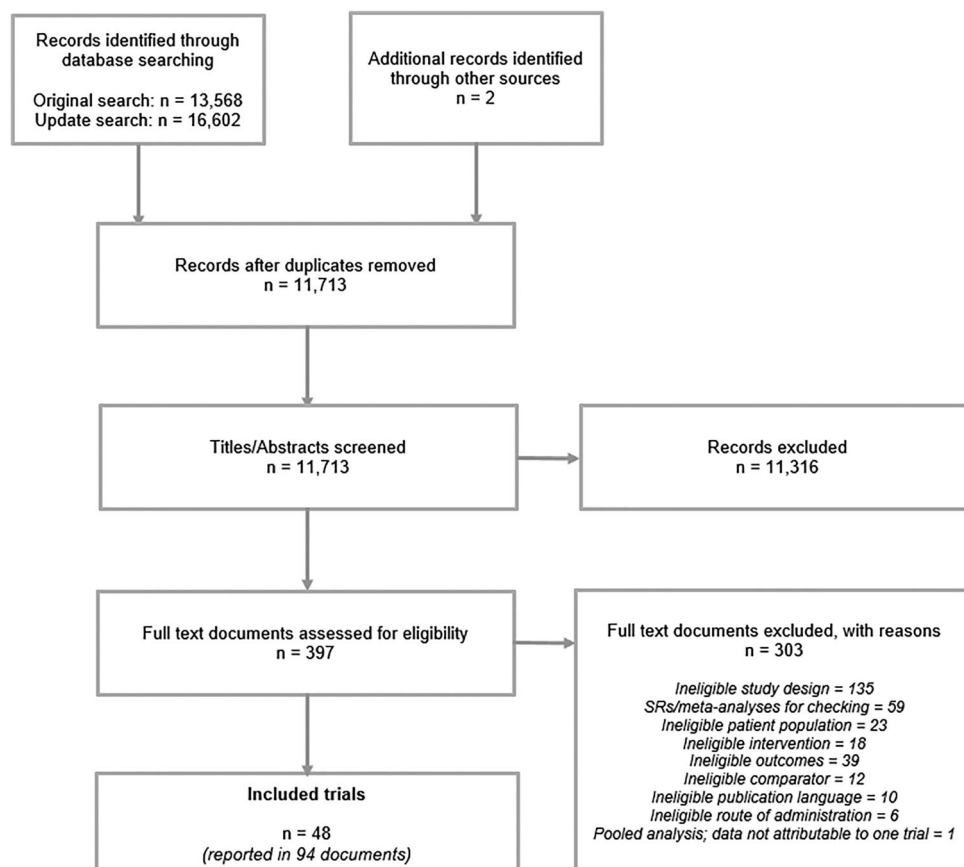 Records identified through
database searching
Original search: n = 13,568
Update search: n = 16,602
Additional records identified
through other sources
n = 2
Records after duplicates removed
n = 11,713
Titles/Abstracts screened
n = 11,713
Records excluded
n = 11,316
Full text documents assessed for eligibility
n = 397
Full text documents excluded, with reasons
n = 303
Ineligible study design = 135
SRs/meta-analyses for checking = 59
Ineligible patient population = 23
Ineligible intervention = 18
Ineligible outcomes = 39
Ineligible comparator = 12
Ineligible publication language = 10
Ineligible route of administration = 6
Pooled analysis; data not attributable to one trial = 1
Included trials
n = 48
(reported in 94 documents)